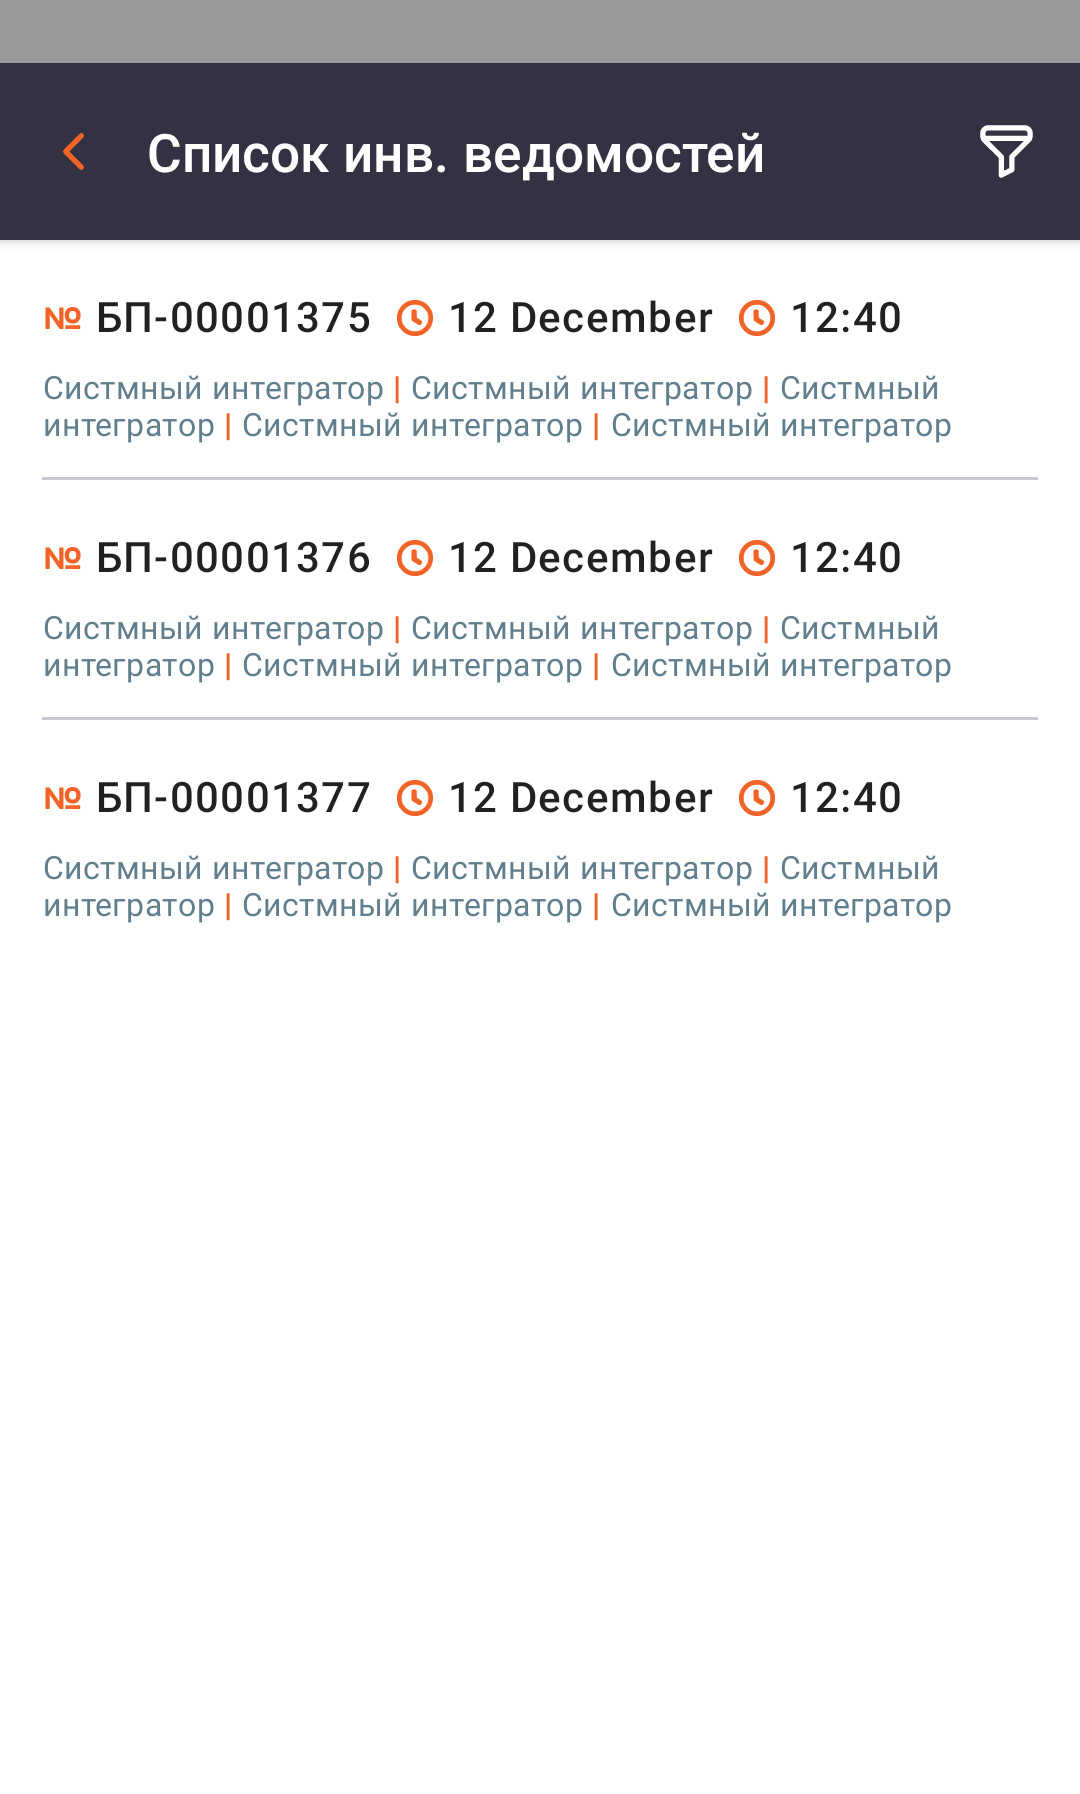 Список инв. ведомостей
№ БП-00001375 12 December 12:40
Систмный интегратор | Систмный интегратор | Систмный
интегратор | Систмный интегратор | Систмный интегратор
№ БП-00001376 12 December 12:40
Систмный интегратор | Систмный интегратор | Систмный
интегратор | Систмный интегратор | Систмный интегратор
№ БП-00001377 12 December 12:40
Систмный интегратор | Систмный интегратор | Систмный
интегратор | Систмный интегратор | Систмный интегратор